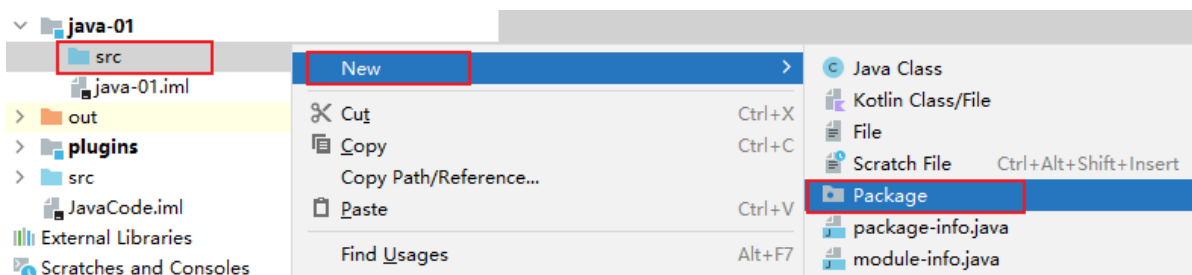 java-01
src
java-01.iml
out
plugins
src
JavaCode.iml
External Libraries
Scratches and Consoles
New
Cut Ctrl+X
Copy Ctrl+C
Copy Path/Reference...
Paste Ctrl+V
Find Usages Alt+F7
Java Class
Kotlin Class/File
File
Scratch File Ctrl+Alt+Shift+Insert
Package
package-info.java
module-info.java